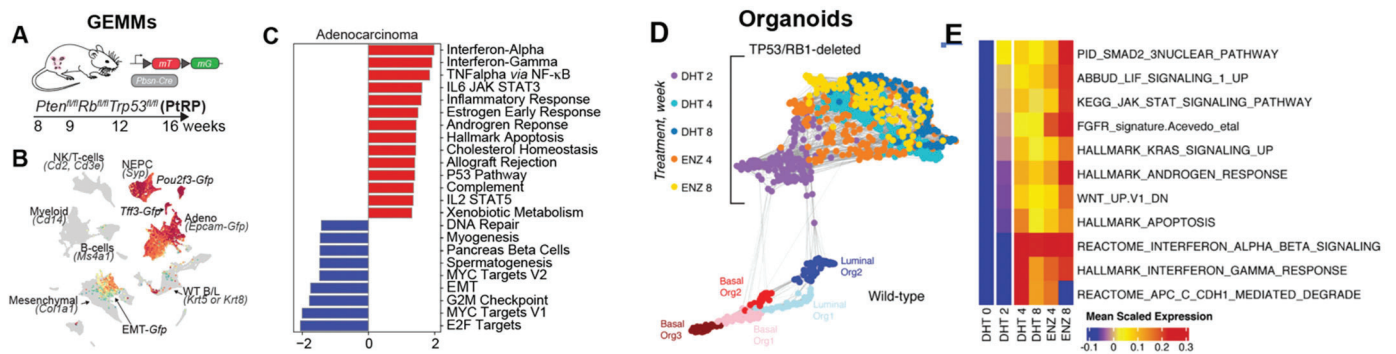 GEMMs
A
mT
mG
Pbsn-Cre
Pten^fl/fl Rb^fl/fl Trp53^fl/fl (PtRP)
8 9 12 16 weeks
B
NK/T-cells
(Cd2, Cd3e)
NEPC
(Syp)
Pou2f3-Gfp
Tff3-Gfp
Myeloid
(Cd14)
Adeno
(Epcam-Gfp)
B-cells
(Ms4a1)
Mesenchymal
(Col1a1)
WT B/L
(Krt5 or Krt8)
EMT-Gfp
C
Adenocarcinoma
Interferon-Alpha
Interferon-Gamma
TNFalpha via NF-κB
IL6 JAK STAT3
Inflammatory Response
Estrogen Early Response
Androgren Reponse
Hallmark Apoptosis
Cholesterol Homeostasis
Allograft Rejection
P53 Pathway
Complement
IL2 STAT5
Xenobiotic Metabolism
DNA Repair
Myogenesis
Pancreas Beta Cells
Spermatogenesis
MYC Targets V2
EMT
G2M Checkpoint
MYC Targets V1
E2F Targets
−2 0 2
Organoids
D
TP53/RB1-deleted
Treatment, week
DHT 2
DHT 4
DHT 8
ENZ 4
ENZ 8
Luminal
Org2
Basal
Org2
Wild-type
Luminal
Org1
Basal
Org3
Basal
Org1
E
PID_SMAD2_3NUCLEAR_PATHWAY
ABBUD_LIF_SIGNALING_1_UP
KEGG_JAK_STAT_SIGNALING_PATHWAY
FGFR_signature.Acevedo_etal
HALLMARK_KRAS_SIGNALING_UP
HALLMARK_ANDROGEN_RESPONSE
WNT_UP.V1_DN
HALLMARK_APOPTOSIS
REACTOME_INTERFERON_ALPHA_BETA_SIGNALING
HALLMARK_INTERFERON_GAMMA_RESPONSE
REACTOME_APC_C_CDH1_MEDIATED_DEGRADE
DHT 0
DHT 2
DHT 4
DHT 8
ENZ 4
ENZ 8
Mean Scaled Expression
-0.1 0 0.1 0.2 0.3